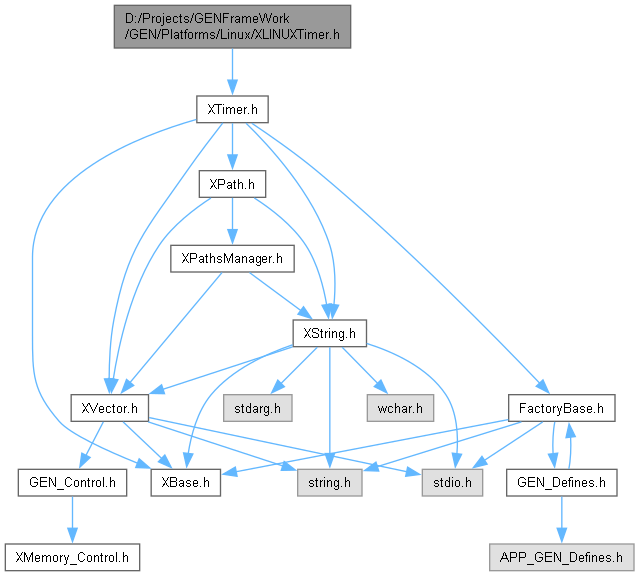 D:/Projects/GENFrameWork
/GEN/Platforms/Linux/XLINUXTimer.h
XTimer.h
XPath.h
XPathsManager.h
XString.h
XVector.h
stdarg.h
wchar.h
FactoryBase.h
GEN_Control.h
XBase.h
string.h
stdio.h
GEN_Defines.h
XMemory_Control.h
APP_GEN_Defines.h